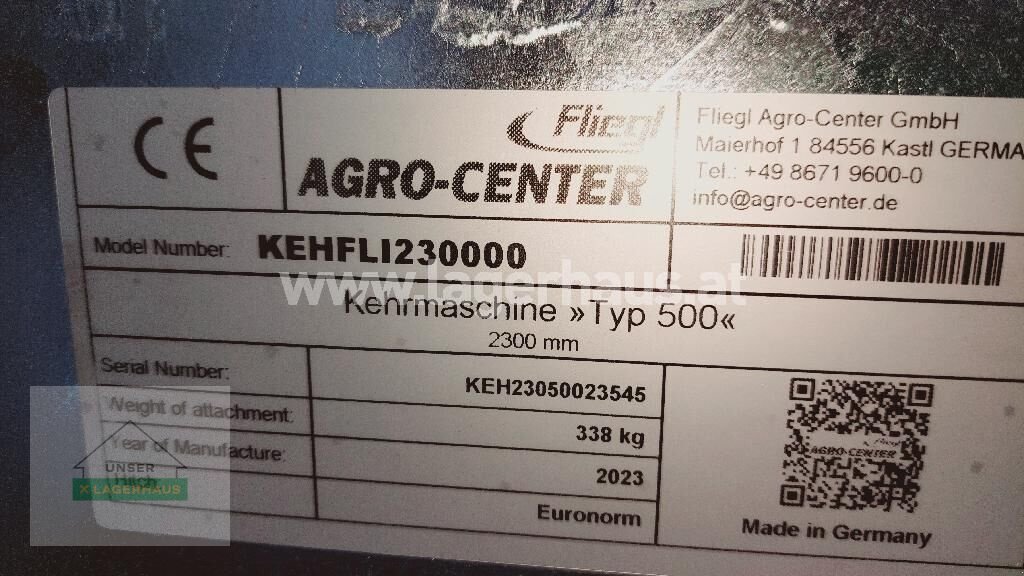 CE
Fliegl
AGRO-CENTER
Fliegl Agro-Center GmbH
Maierhof 1 84556 Kastl GERMA
Tel.: +49 8671 9600-0
info@agro-center.de
Model Number: KEHFLI230000
www.lagerhaus.at
Kehrmaschine »Typ 500«
2300 mm
Serial Number: KEH23050023545
Weight of attachment: 338 kg
Year of Manufacture: 2023
Euronorm
Fliegl
AGRO-CENTER
Made in Germany
UNSER
X LAGERHAUS